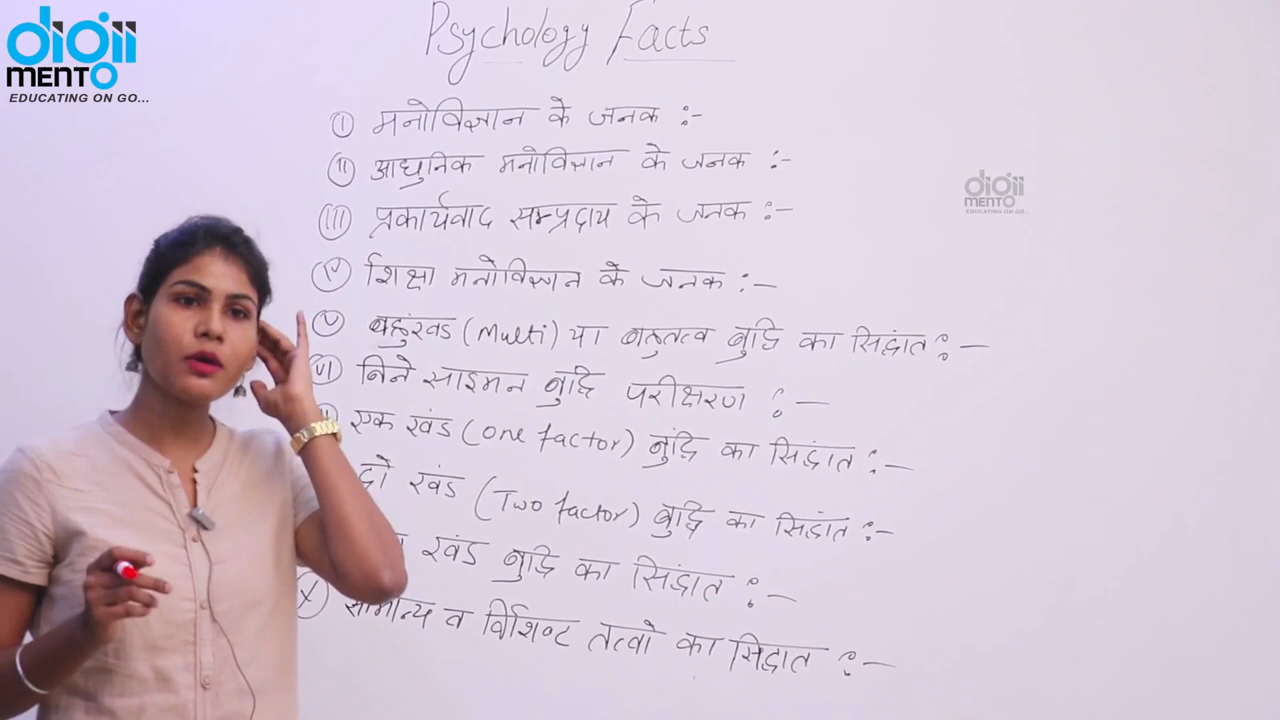 digii
MENTO
EDUCATING ON GO...
Psychology Facts
I मनोविज्ञान के जनक :-
II आधुनिक मनोविज्ञान के जनक :-
digii
MENTO
EDUCATING ON GO...
III प्रकार्यवाद सम्प्रदाय के जनक :-
IV शिक्षा मनोविज्ञान के जनक :-
V बहुखंड (Multi) या बहुतत्व बुद्धि का सिद्धांत :-
VI बिने साइमन बुद्धि परीक्षण :-
एक खंड (One factor) बुद्धि का सिद्धांत :-
दो खंड (Two factor) बुद्धि का सिद्धांत :-
खंड बुद्धि का सिद्धांत :-
X सामान्य व विशिष्ट तत्वो का सिद्धात :-